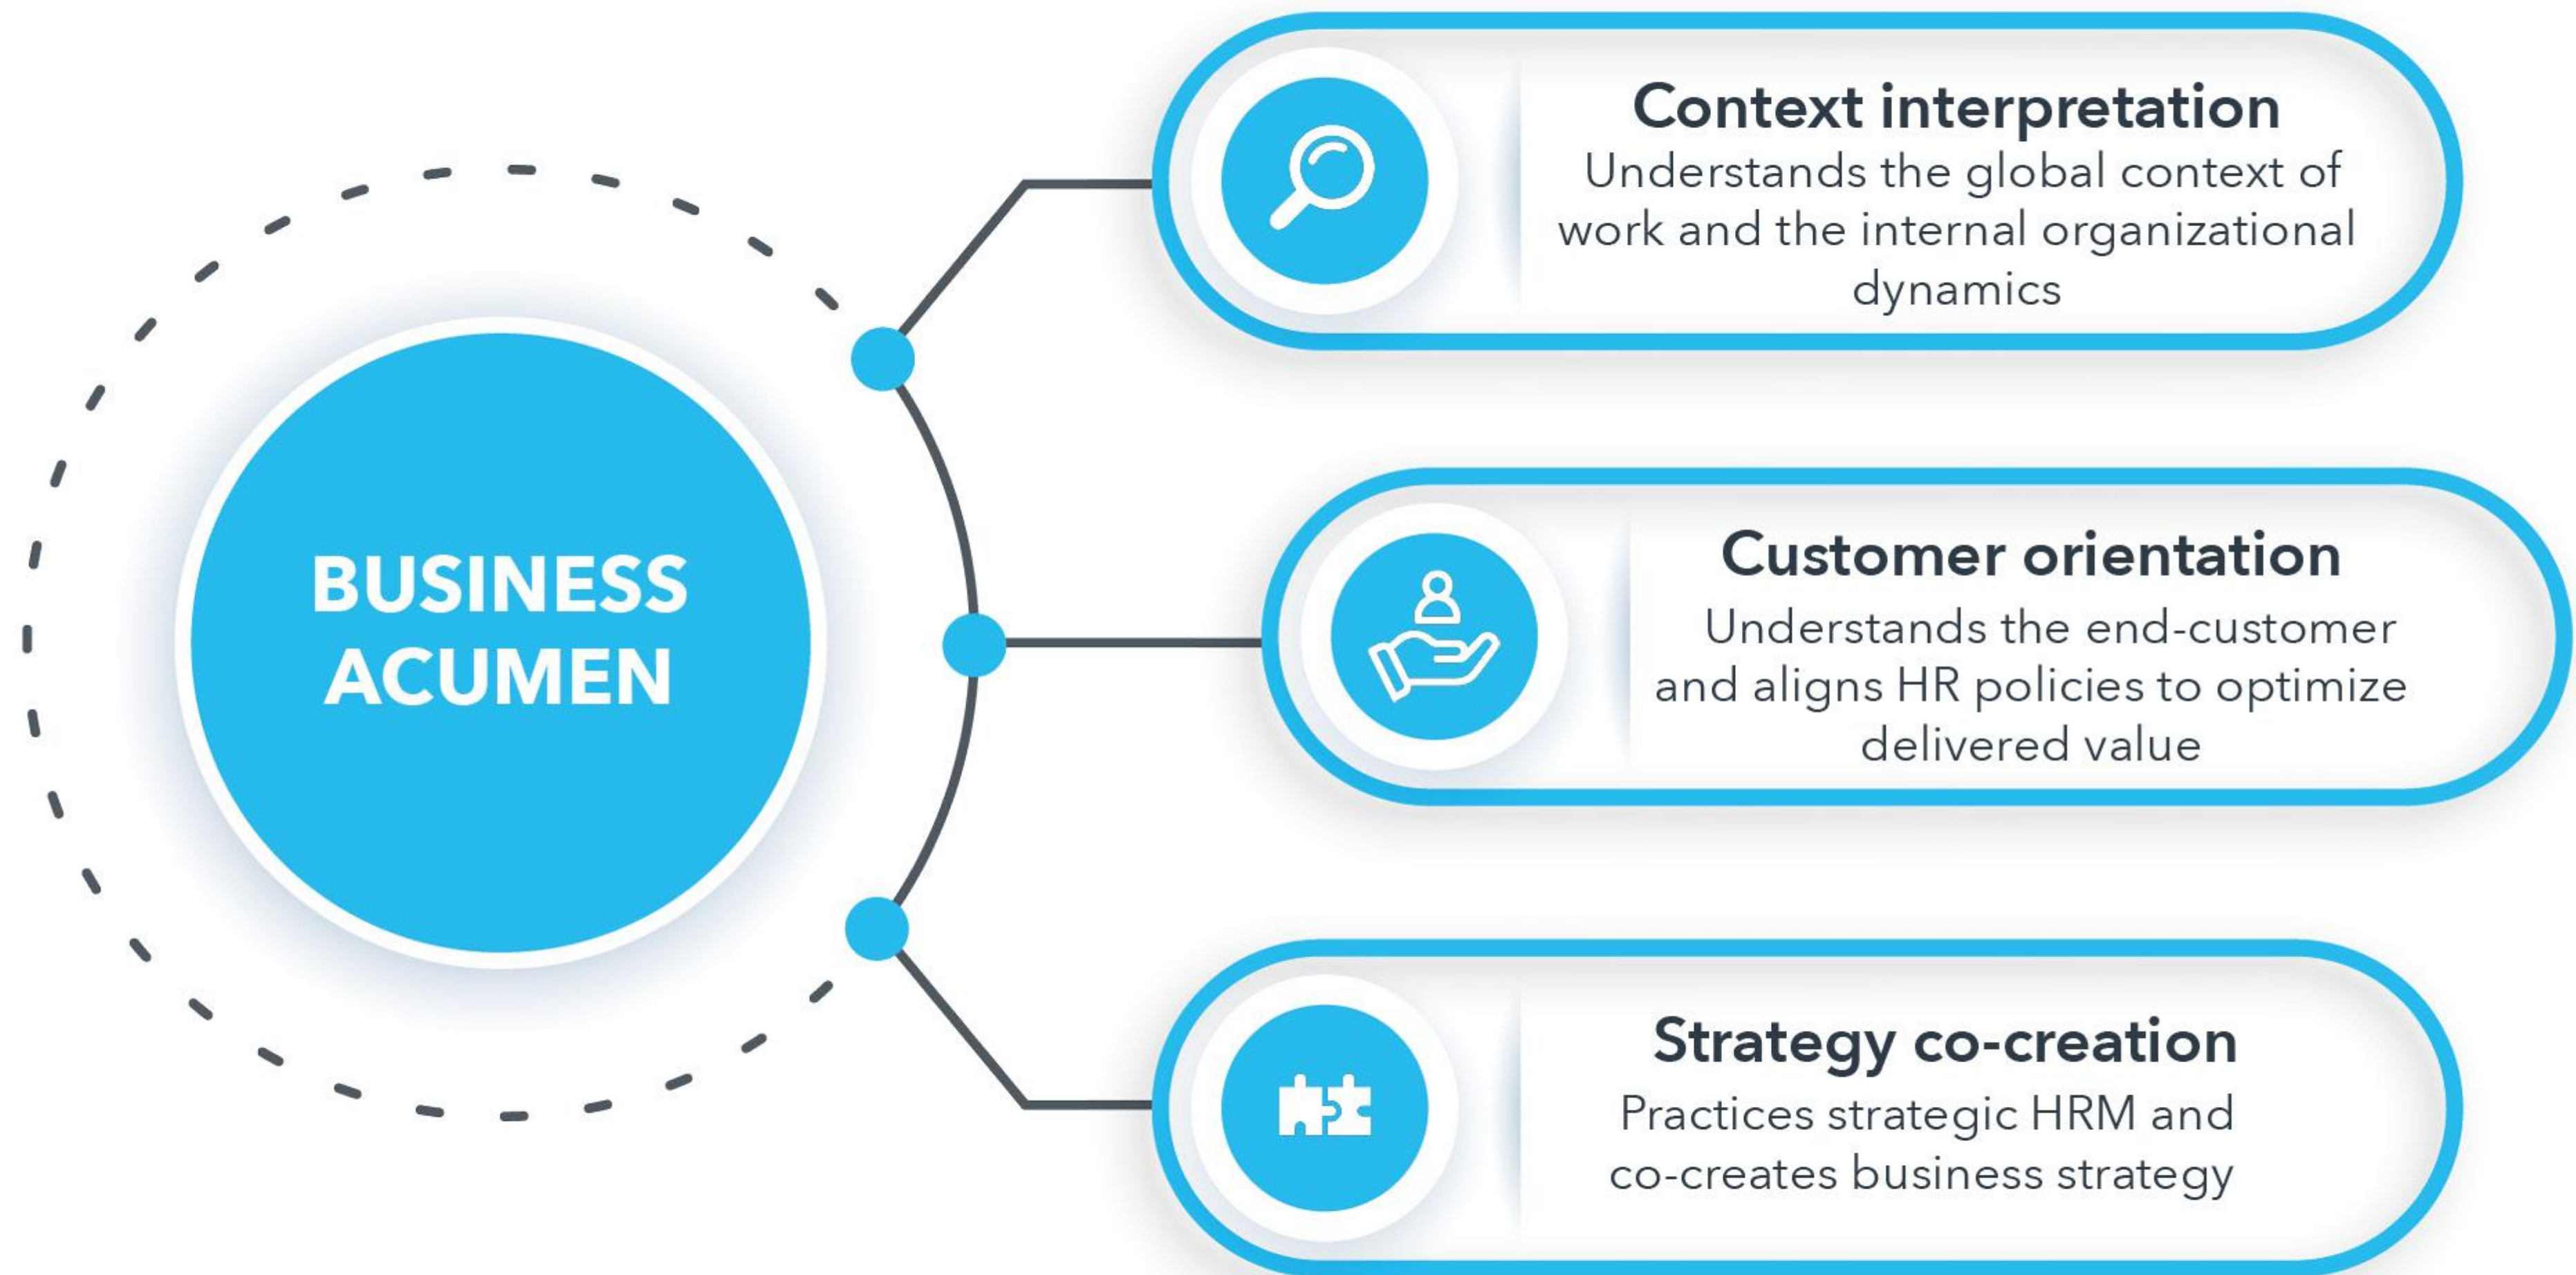 BUSINESS
ACUMEN
Context interpretation
Understands the global context of
work and the internal organizational
dynamics
Customer orientation
Understands the end-customer
and aligns HR policies to optimize
delivered value
Strategy co-creation
Practices strategic HRM and
co-creates business strategy